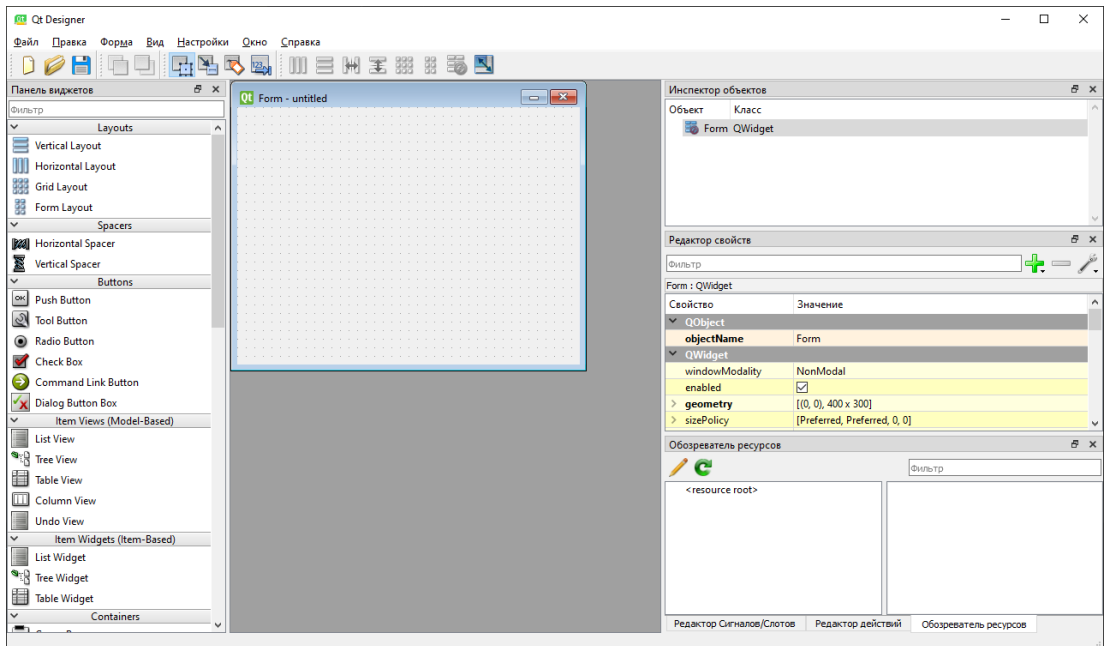 Qt Designer
Файл Правка Форма Вид Настройки Окно Справка
Панель виджетов
Фильтр
Layouts
Vertical Layout
Horizontal Layout
Grid Layout
Form Layout
Spacers
Horizontal Spacer
Vertical Spacer
Buttons
Push Button
Tool Button
Radio Button
Check Box
Command Link Button
Dialog Button Box
Item Views (Model-Based)
List View
Tree View
Table View
Column View
Undo View
Item Widgets (Item-Based)
List Widget
Tree Widget
Table Widget
Containers
Form - untitled
Инспектор объектов
Объект Класс
Form QWidget
Редактор свойств
Фильтр
Form : QWidget
Свойство Значение
QObject
objectName Form
QWidget
windowModality NonModal
enabled
geometry [(0, 0), 400 x 300]
sizePolicy [Preferred, Preferred, 0, 0]
Обозреватель ресурсов
Фильтр
<resource root>
Редактор Сигналов/Слотов Редактор действий Обозреватель ресурсов